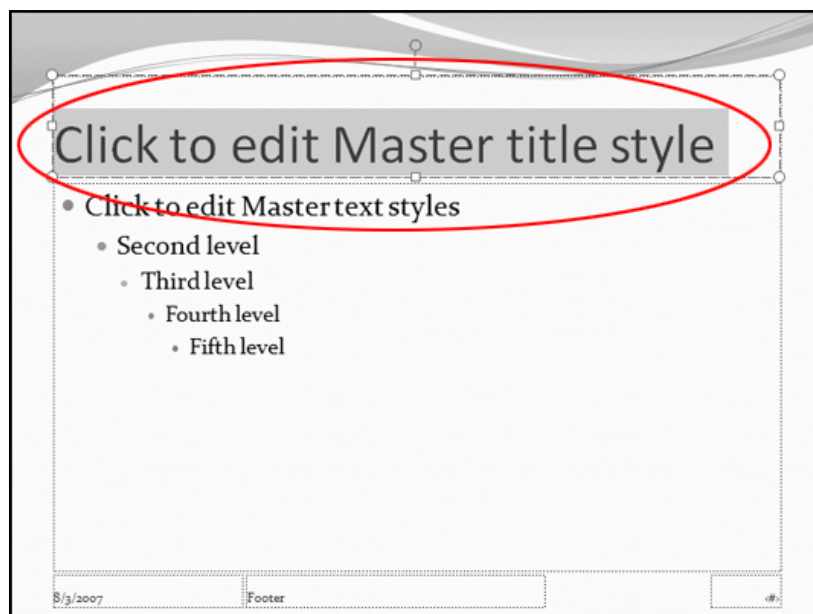 Click to edit Master title style
Click to edit Master text styles
Second level
Third level
Fourth level
Fifth level
8/3/2007
Footer
‹#›